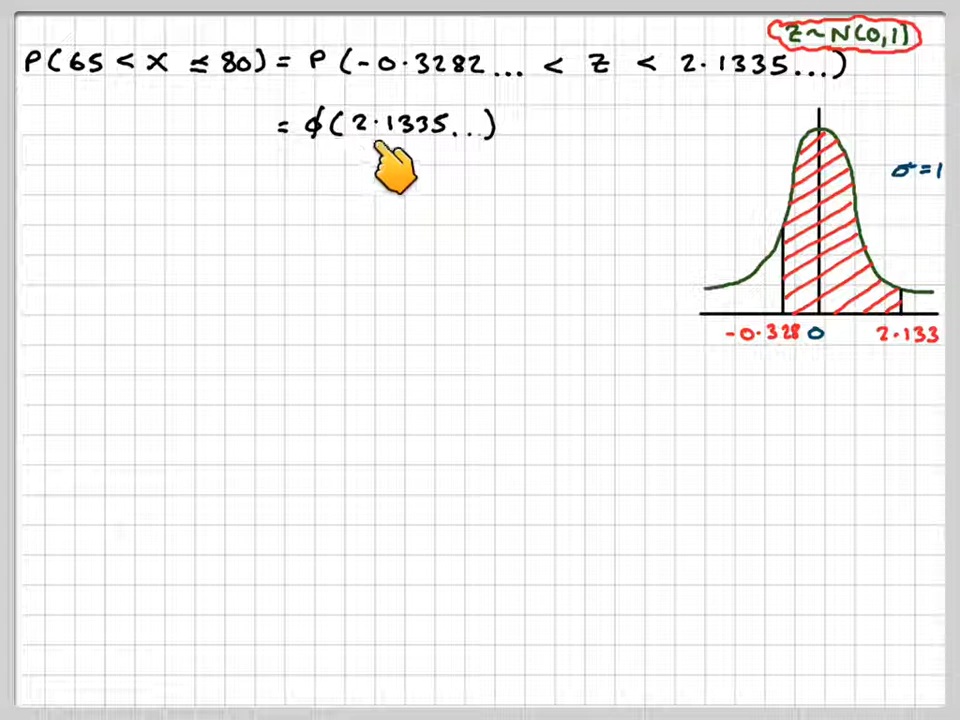 Z ~ N(0,1)
P(65 < X ≤ 80) = P(-0.3282... < Z < 2.1335...)
= ϕ(2.1335...)
σ = 1
-0.328 0 2.133